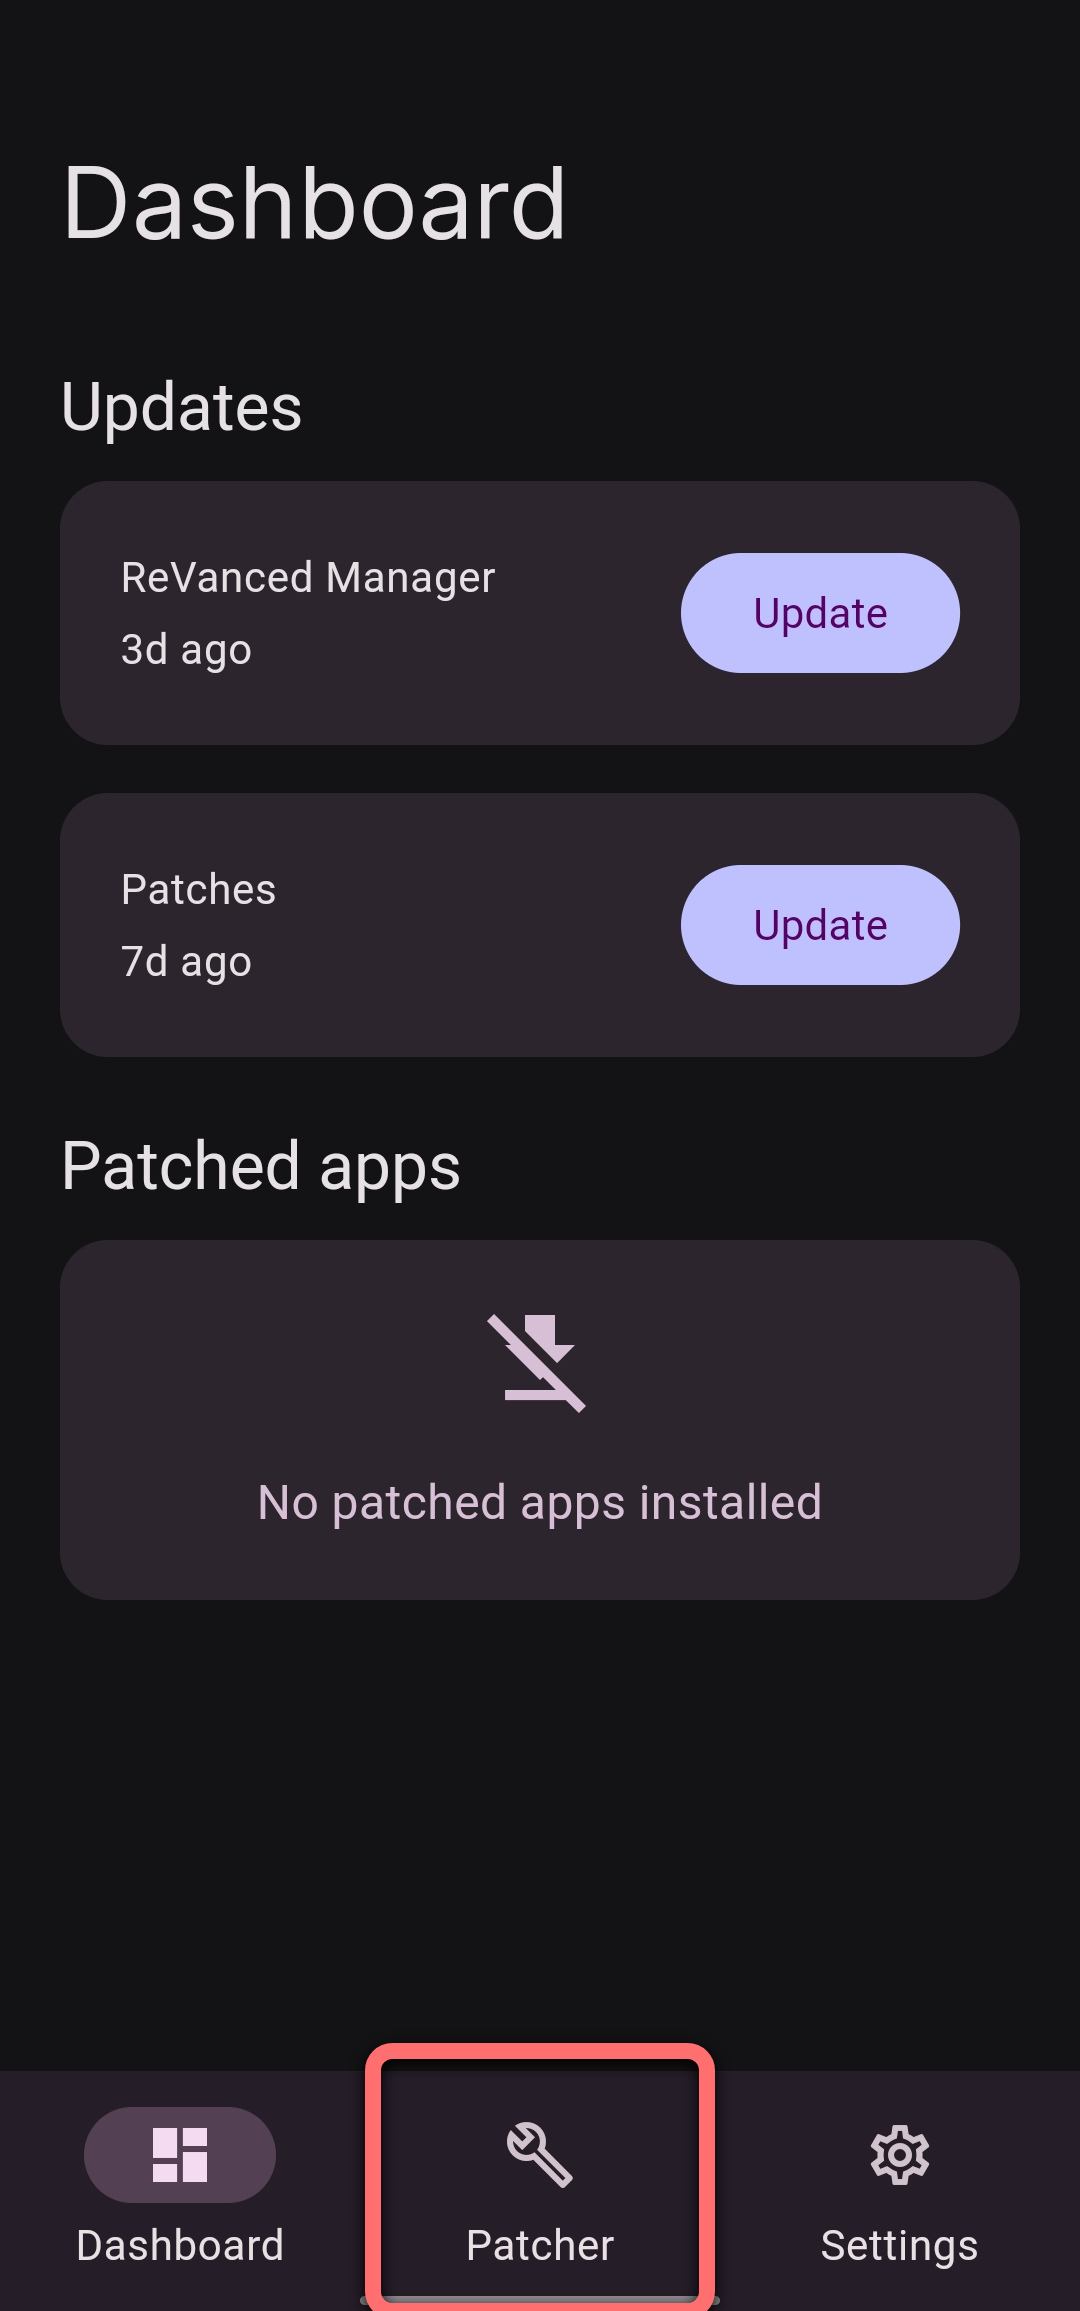 Dashboard
Updates
ReVanced Manager
3d ago
Update
Patches
7d ago
Update
Patched apps
No patched apps installed
Dashboard
Patcher
Settings